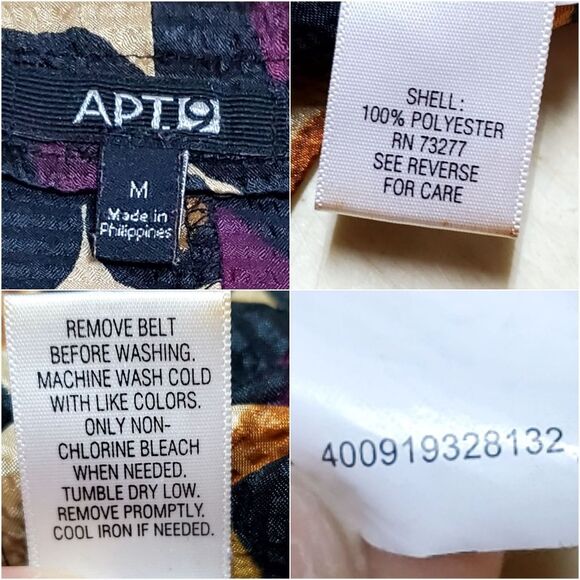 APT.9
M
Made in
Philippines
SHELL:
100% POLYESTER
RN 73277
SEE REVERSE
FOR CARE
REMOVE BELT
BEFORE WASHING.
MACHINE WASH COLD
WITH LIKE COLORS.
ONLY NON-
CHLORINE BLEACH
WHEN NEEDED.
TUMBLE DRY LOW.
REMOVE PROMPTLY.
COOL IRON IF NEEDED.
400919328132